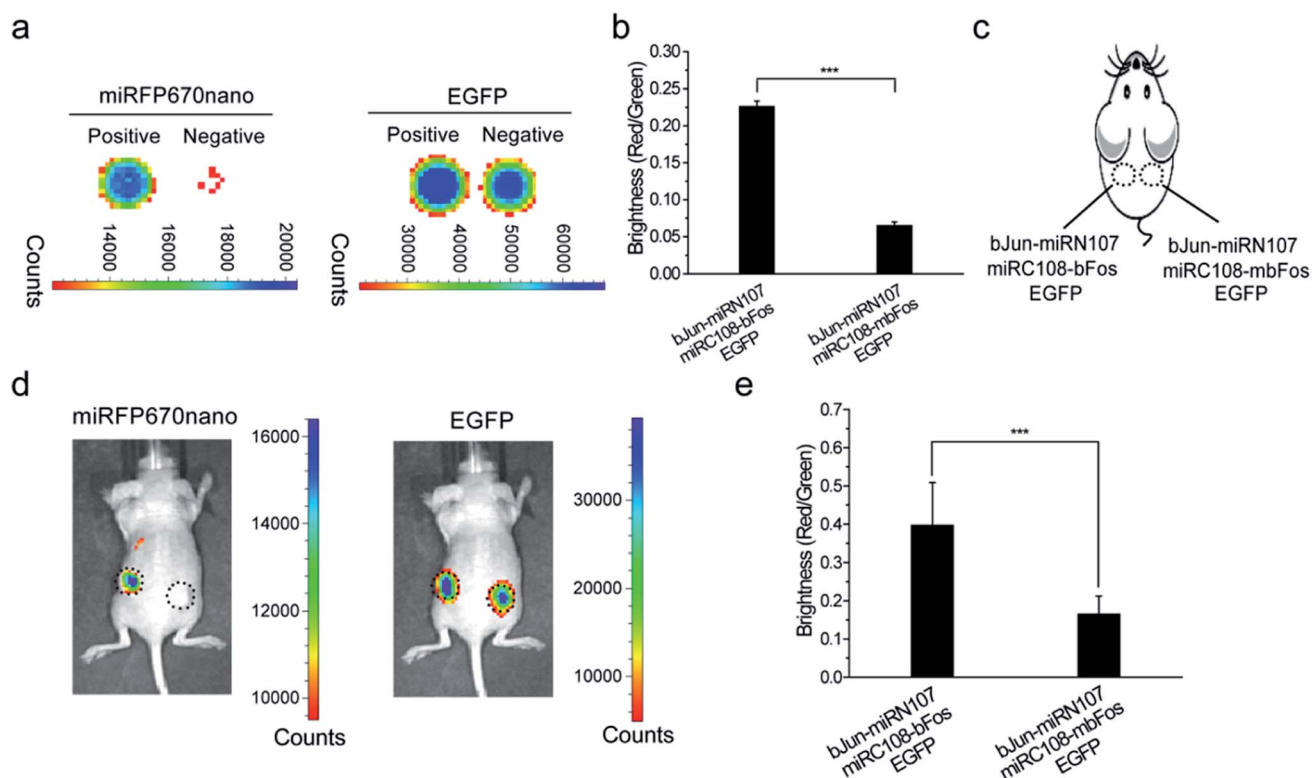 a
miRFP670nano
Positive Negative
Counts
14000
16000
18000
20000
EGFP
Positive Negative
Counts
30000
40000
50000
60000
b
Brightness (Red/Green)
0.30
0.25
0.20
0.15
0.10
0.05
0.00
***
bJun-miRN107
miRC108-bFos
EGFP
bJun-miRN107
miRC108-mbFos
EGFP
c
bJun-miRN107
miRC108-bFos
EGFP
bJun-miRN107
miRC108-mbFos
EGFP
d
miRFP670nano
16000
14000
12000
10000
Counts
EGFP
30000
20000
10000
Counts
e
Brightness (Red/Green)
0.7
0.6
0.5
0.4
0.3
0.2
0.1
0.0
***
bJun-miRN107
miRC108-bFos
EGFP
bJun-miRN107
miRC108-mbFos
EGFP